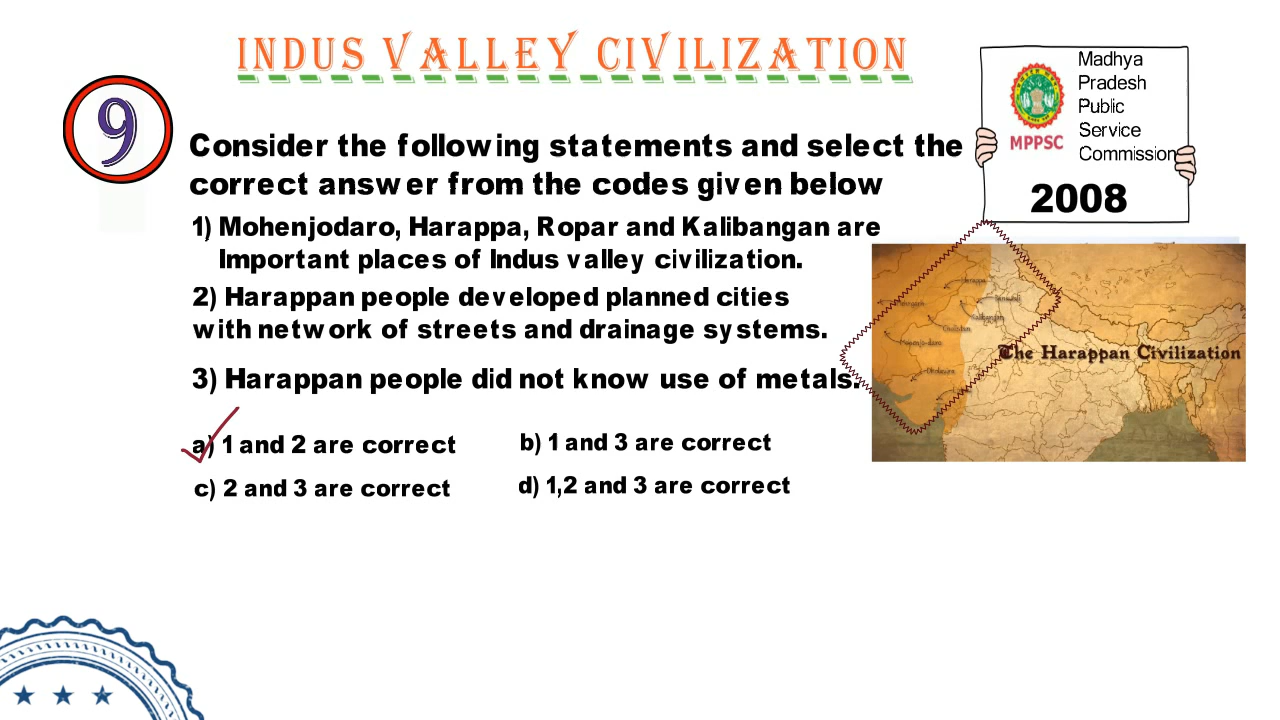 INDUS VALLEY CIVILIZATION
9
Madhya
Pradesh
Public
Service
Commission
MPPSC
2008
Consider the following statements and select the
correct answer from the codes given below
1) Mohenjodaro, Harappa, Ropar and Kalibangan are
Important places of Indus valley civilization.
2) Harappan people developed planned cities
with network of streets and drainage systems.
3) Harappan people did not know use of metals.
a) 1 and 2 are correct
b) 1 and 3 are correct
c) 2 and 3 are correct
d) 1,2 and 3 are correct
Harappa
Kalibangan
The Harappan Civilization